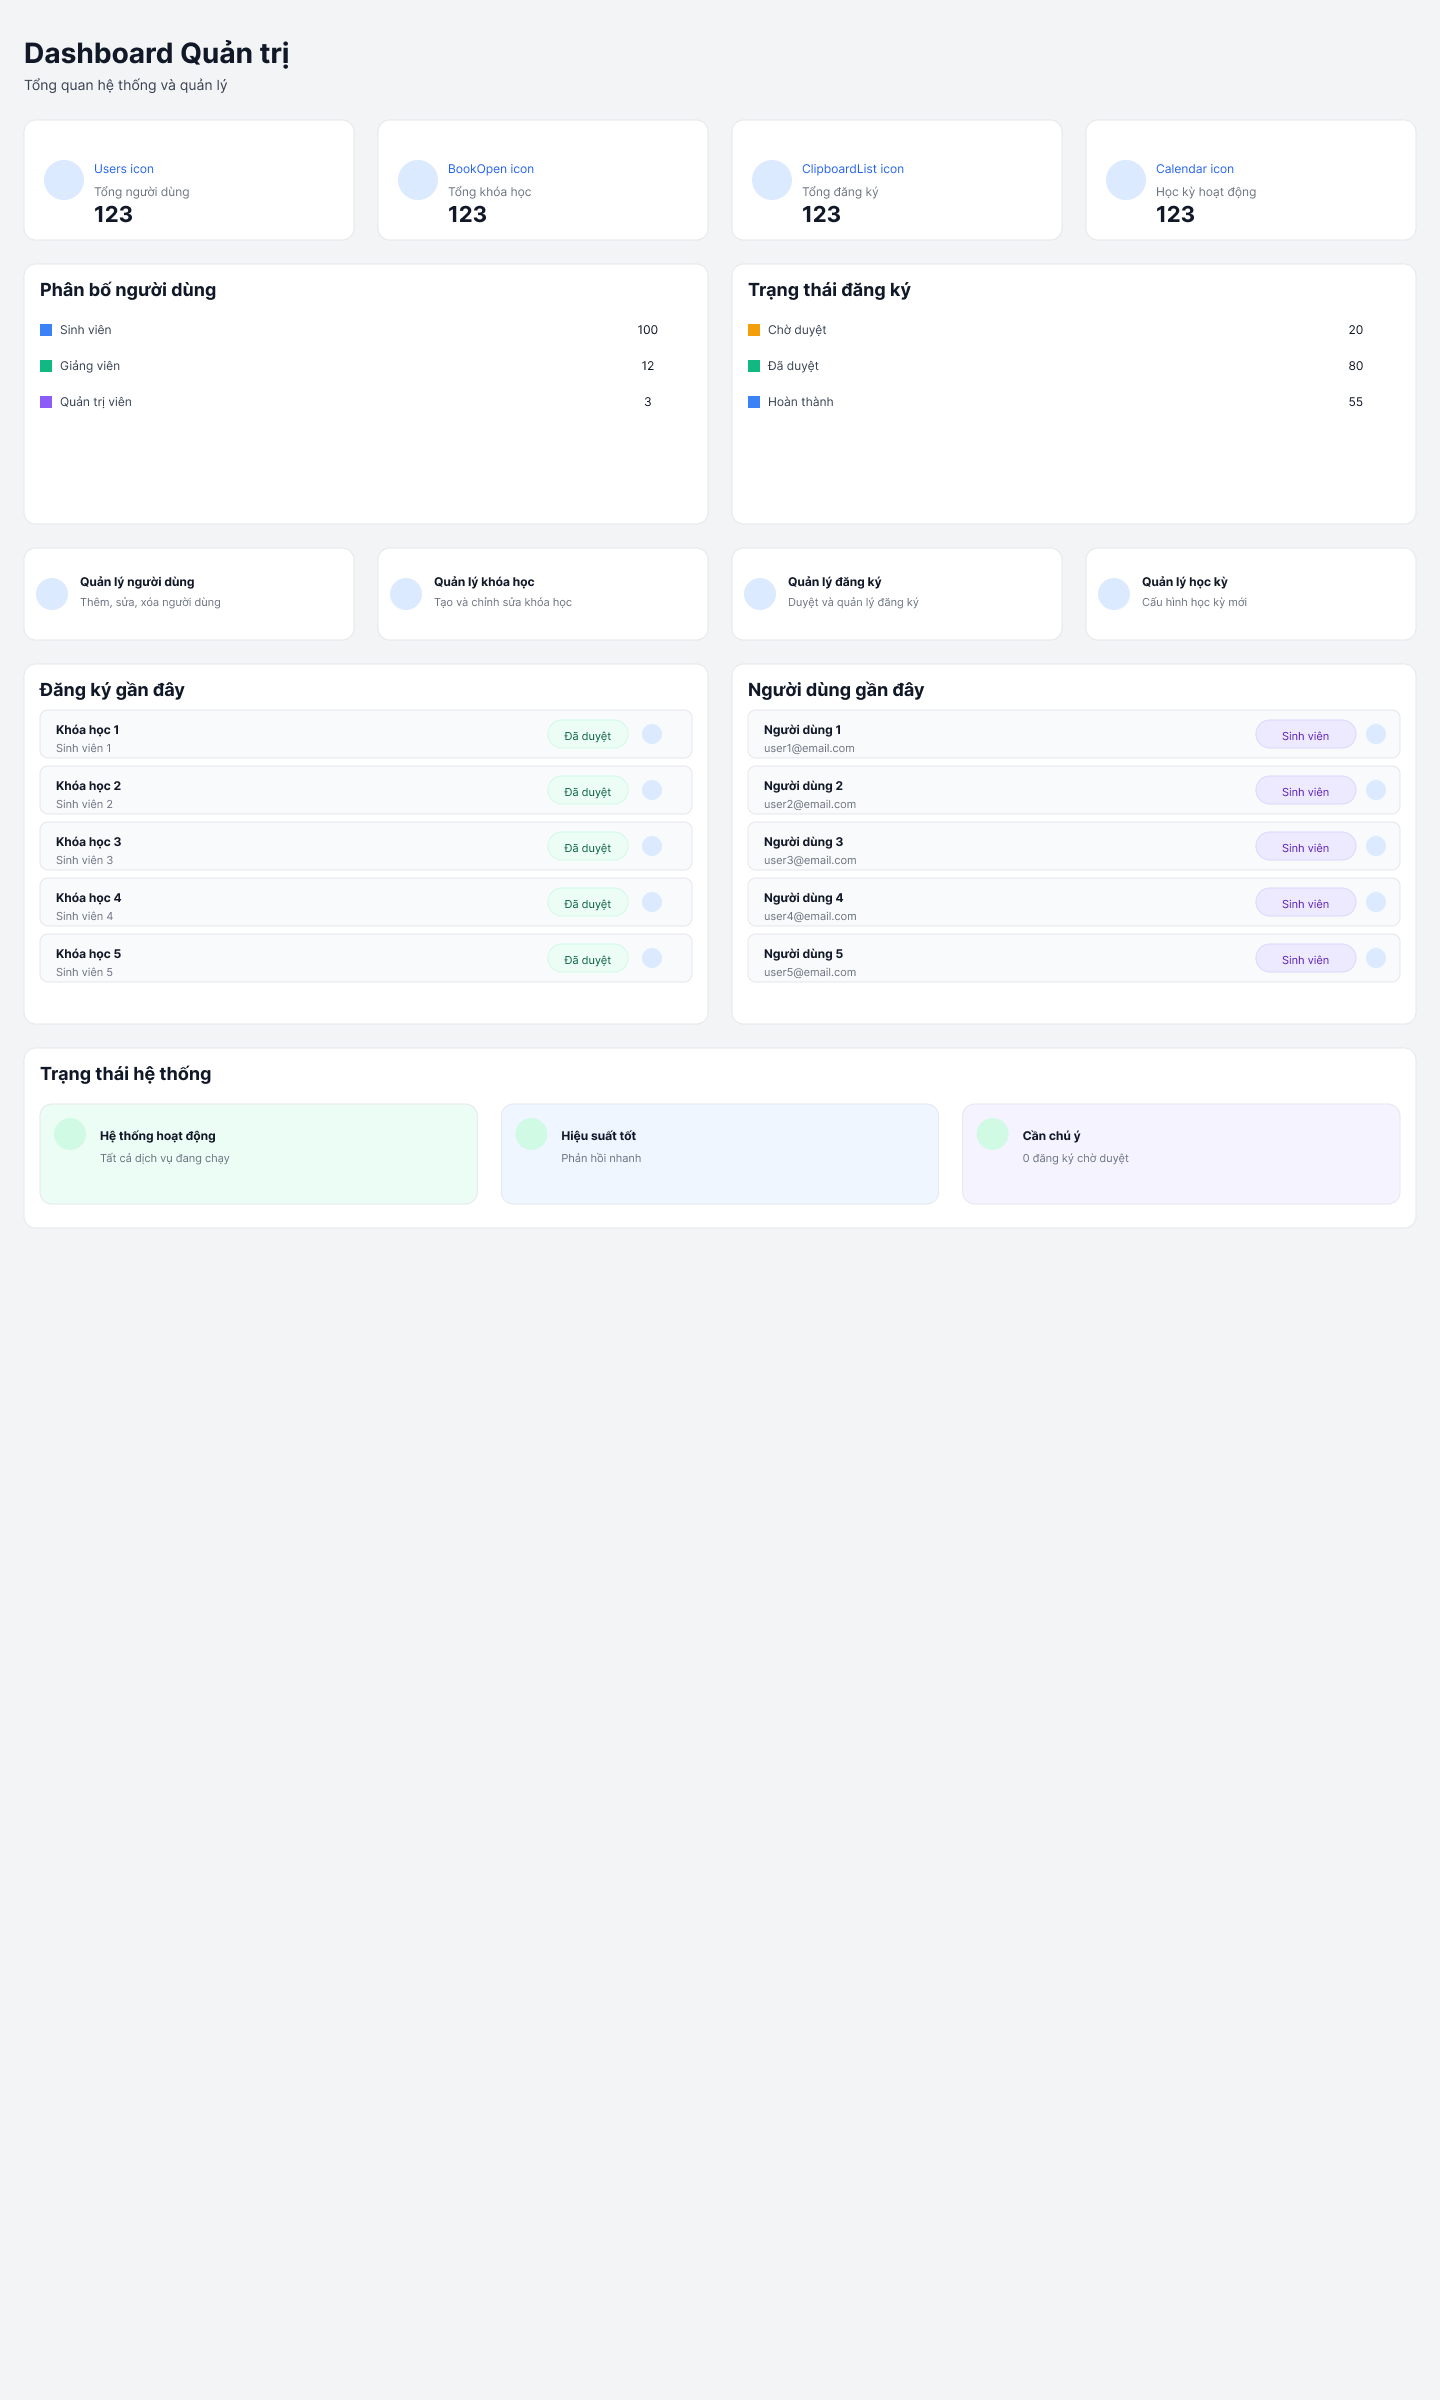 Dashboard Quản trị
Tổng quan hệ thống và quản lý
Users icon
Tổng người dùng
123
BookOpen icon
Tổng khóa học
123
ClipboardList icon
Tổng đăng ký
123
Calendar icon
Học kỳ hoạt động
123
Phân bố người dùng
Sinh viên 100
Giảng viên 12
Quản trị viên 3
Trạng thái đăng ký
Chờ duyệt 20
Đã duyệt 80
Hoàn thành 55
Quản lý người dùng
Thêm, sửa, xóa người dùng
Quản lý khóa học
Tạo và chỉnh sửa khóa học
Quản lý đăng ký
Duyệt và quản lý đăng ký
Quản lý học kỳ
Cấu hình học kỳ mới
Đăng ký gần đây
Khóa học 1
Sinh viên 1
Đã duyệt
Khóa học 2
Sinh viên 2
Đã duyệt
Khóa học 3
Sinh viên 3
Đã duyệt
Khóa học 4
Sinh viên 4
Đã duyệt
Khóa học 5
Sinh viên 5
Đã duyệt
Người dùng gần đây
Người dùng 1
user1@email.com
Sinh viên
Người dùng 2
user2@email.com
Sinh viên
Người dùng 3
user3@email.com
Sinh viên
Người dùng 4
user4@email.com
Sinh viên
Người dùng 5
user5@email.com
Sinh viên
Trạng thái hệ thống
Hệ thống hoạt động
Tất cả dịch vụ đang chạy
Hiệu suất tốt
Phản hồi nhanh
Cần chú ý
0 đăng ký chờ duyệt